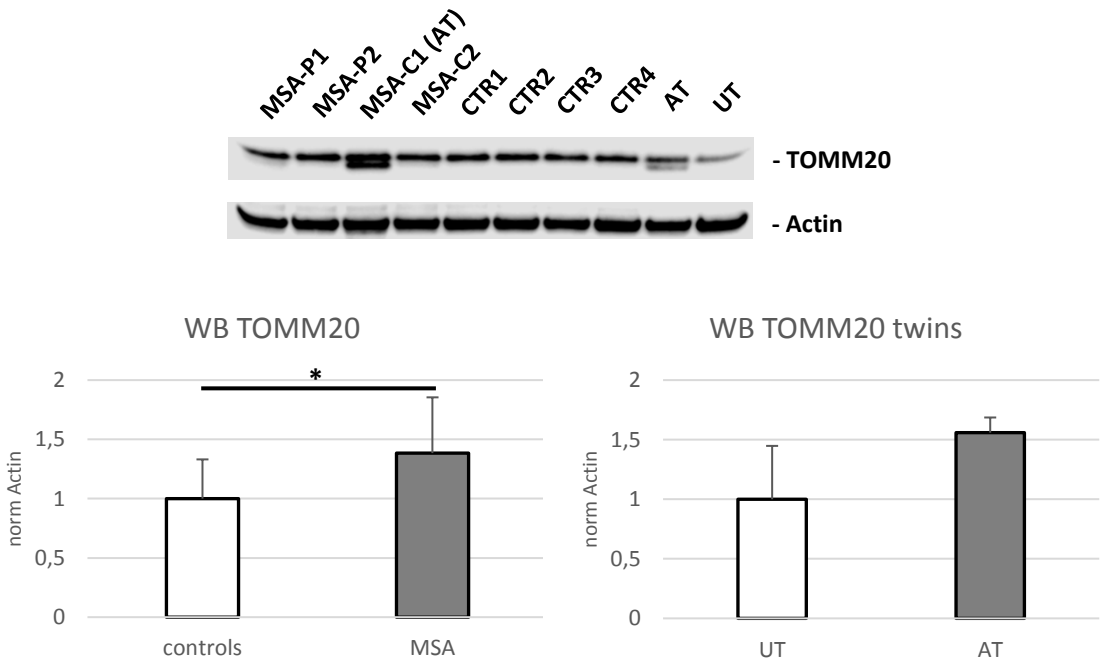 MSA-P1 MSA-P2 MSA-C1 (AT) MSA-C2 CTR1 CTR2 CTR3 CTR4 AT UT
- TOMM20
- Actin
WB TOMM20
2
1,5
1
0,5
0
norm Actin
*
controls MSA
WB TOMM20 twins
2
1,5
1
0,5
0
norm Actin
UT AT